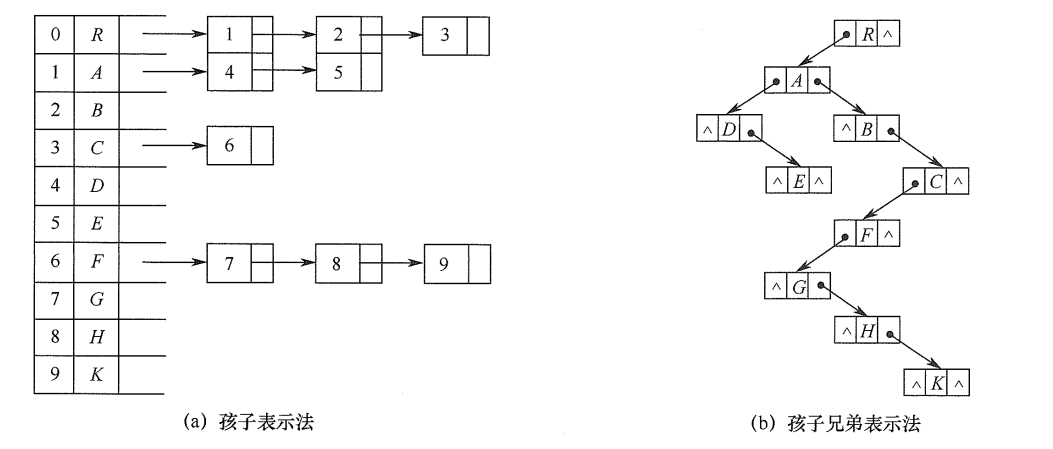 0 R 1 2 3
1 A 4 5
2 B
3 C 6
4 D
5 E
6 F 7 8 9
7 G
8 H
9 K
(a) 孩子表示法
R ^
A
^ D
^ B
^ E ^
C ^
F ^
^ G
^ H
^ K ^
(b) 孩子兄弟表示法